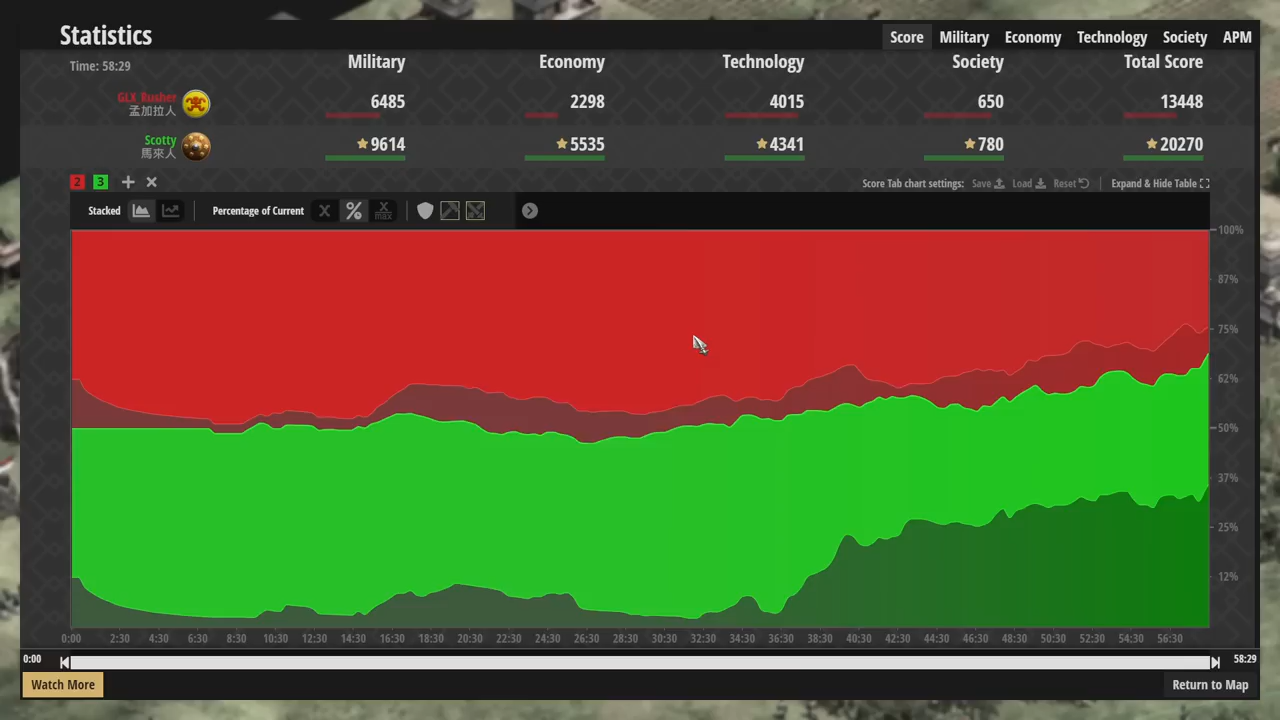 Statistics
Score Military Economy Technology Society APM
Time: 58:29
Military Economy Technology Society Total Score
GLX_Rusher
孟加拉人
6485 2298 4015 650 13448
Scotty
馬來人
9614 5535 4341 780 20270
2 3
Score Tab chart settings: Save Load Reset Expand & Hide Table
Stacked Percentage of Current X % X max
100%
87%
75%
62%
50%
37%
25%
12%
0:00 2:30 4:30 6:30 8:30 10:30 12:30 14:30 16:30 18:30 20:30 22:30 24:30 26:30 28:30 30:30 32:30 34:30 36:30 38:30 40:30 42:30 44:30 46:30 48:30 50:30 52:30 54:30 56:30
0:00 58:29
Watch More Return to Map